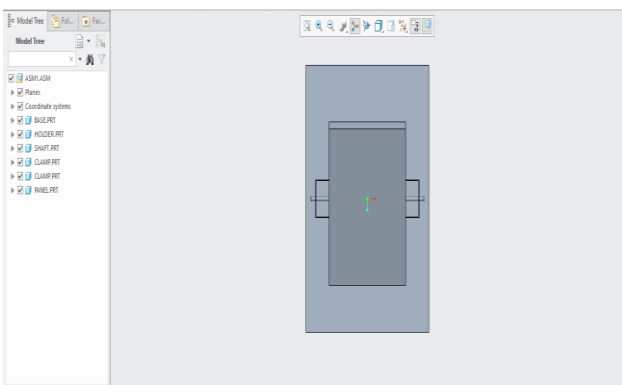 Model Tree Fol... Fav...
Model Tree
ASM1.ASM
Planes
Coordinate systems
BASE.PRT
HOLDER.PRT
SHAFT.PRT
CLAMP.PRT
CLAMP.PRT
PANEL.PRT